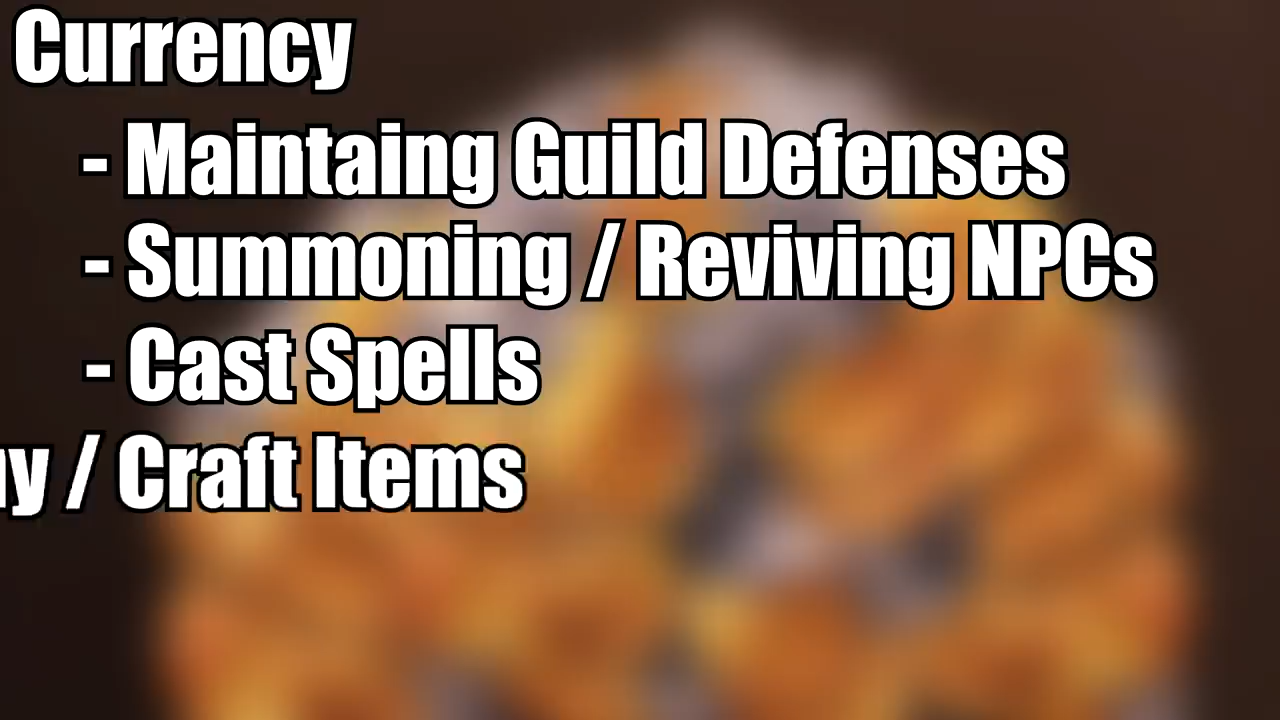 Currency
- Maintaing Guild Defenses
- Summoning / Reviving NPCs
- Cast Spells
/ Craft Items